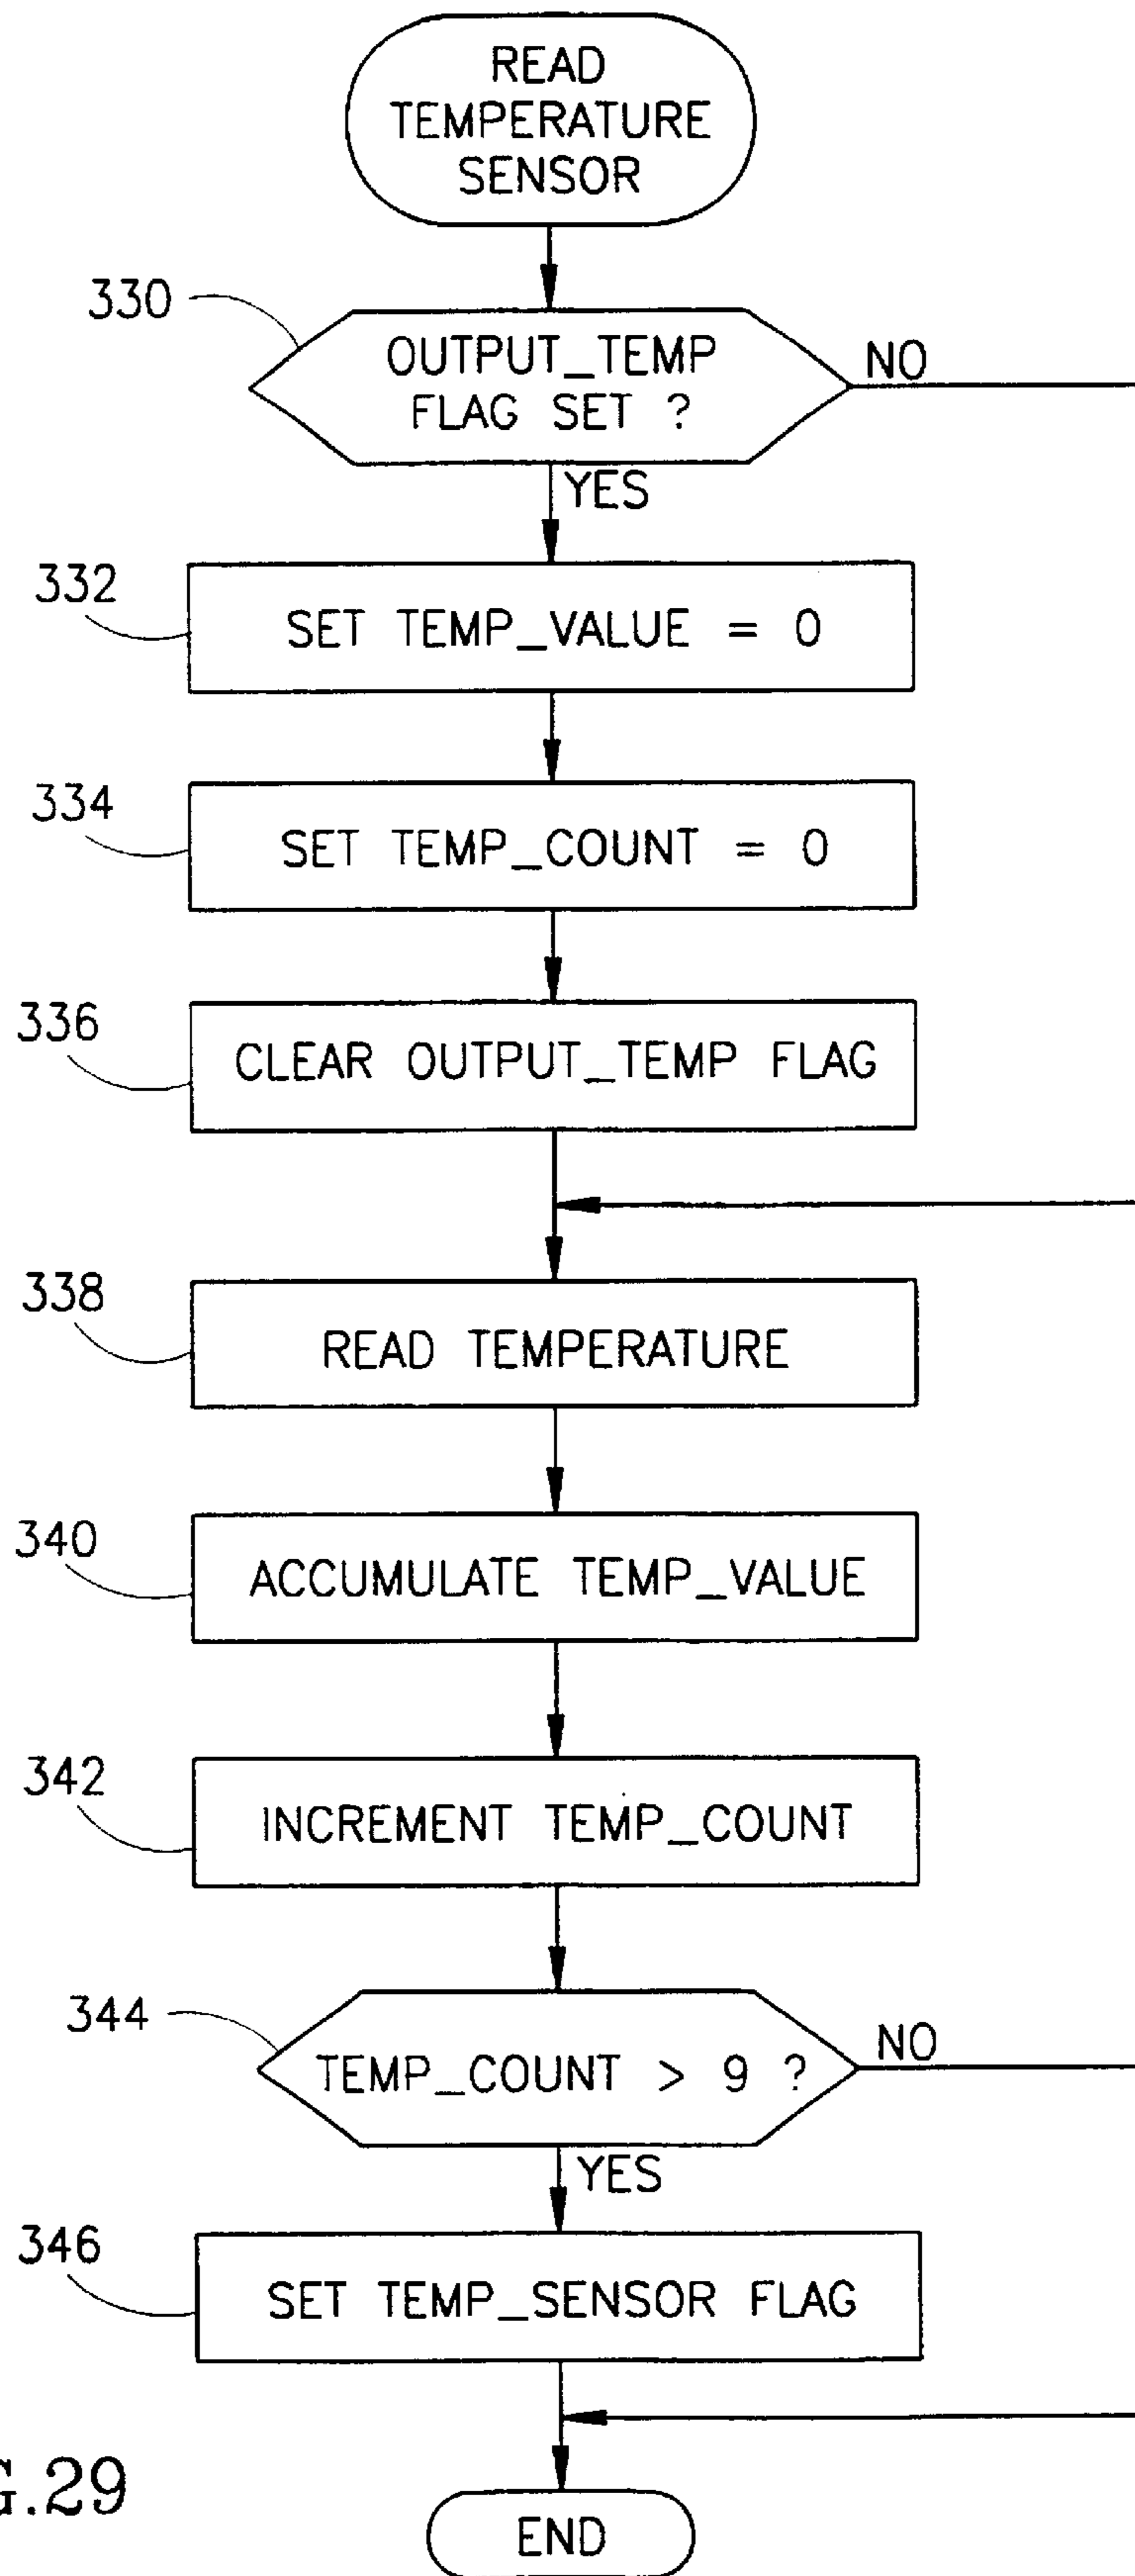 READ
TEMPERATURE
SENSOR
330
OUTPUT_TEMP
FLAG SET ?
NO
YES
332
SET TEMP_VALUE = 0
334
SET TEMP_COUNT = 0
336
CLEAR OUTPUT_TEMP FLAG
338
READ TEMPERATURE
340
ACCUMULATE TEMP_VALUE
342
INCREMENT TEMP_COUNT
344
TEMP_COUNT > 9 ?
NO
YES
346
SET TEMP_SENSOR FLAG
G.29
END